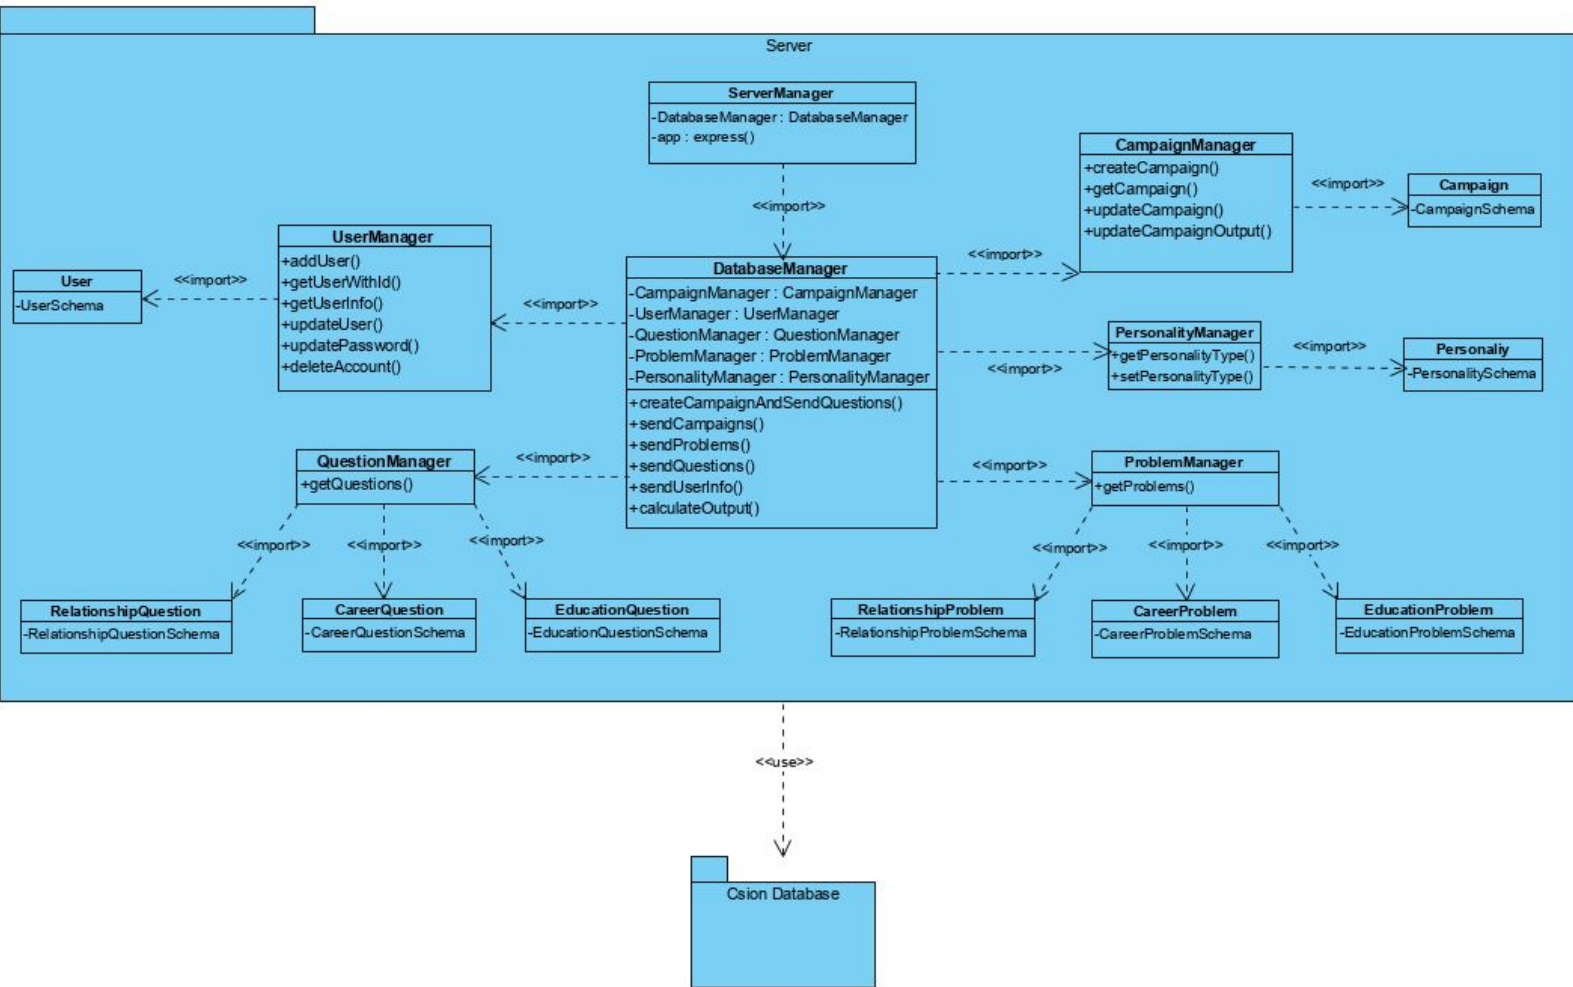 Server
ServerManager
-DatabaseManager : DatabaseManager
-app : express()
<<import>>
CampaignManager
+createCampaign()
+getCampaign()
+updateCampaign()
+updateCampaignOutput()
<<import>>
Campaign
-CampaignSchema
UserManager
+addUser()
+getUserWithId()
+getUserInfo()
+updateUser()
+updatePassword()
+deleteAccount()
<<import>>
User
-UserSchema
<<import>>
DatabaseManager
-CampaignManager : CampaignManager
-UserManager : UserManager
-QuestionManager : QuestionManager
-ProblemManager : ProblemManager
-PersonalityManager : PersonalityManager
+createCampaignAndSendQuestions()
+sendCampaigns()
+sendProblems()
+sendQuestions()
+sendUserInfo()
+calculateOutput()
<<import>>
<<import>>
PersonalityManager
+getPersonalityType()
+setPersonalityType()
<<import>>
Personaliy
-PersonalitySchema
QuestionManager
+getQuestions()
<<import>>
<<import>>
ProblemManager
+getProblems()
<<import>>
<<import>>
<<import>>
<<import>>
<<import>>
<<import>>
RelationshipQuestion
-RelationshipQuestionSchema
CareerQuestion
-CareerQuestionSchema
EducationQuestion
-EducationQuestionSchema
RelationshipProblem
-RelationshipProblemSchema
CareerProblem
-CareerProblemSchema
EducationProblem
-EducationProblemSchema
<<use>>
Csion Database